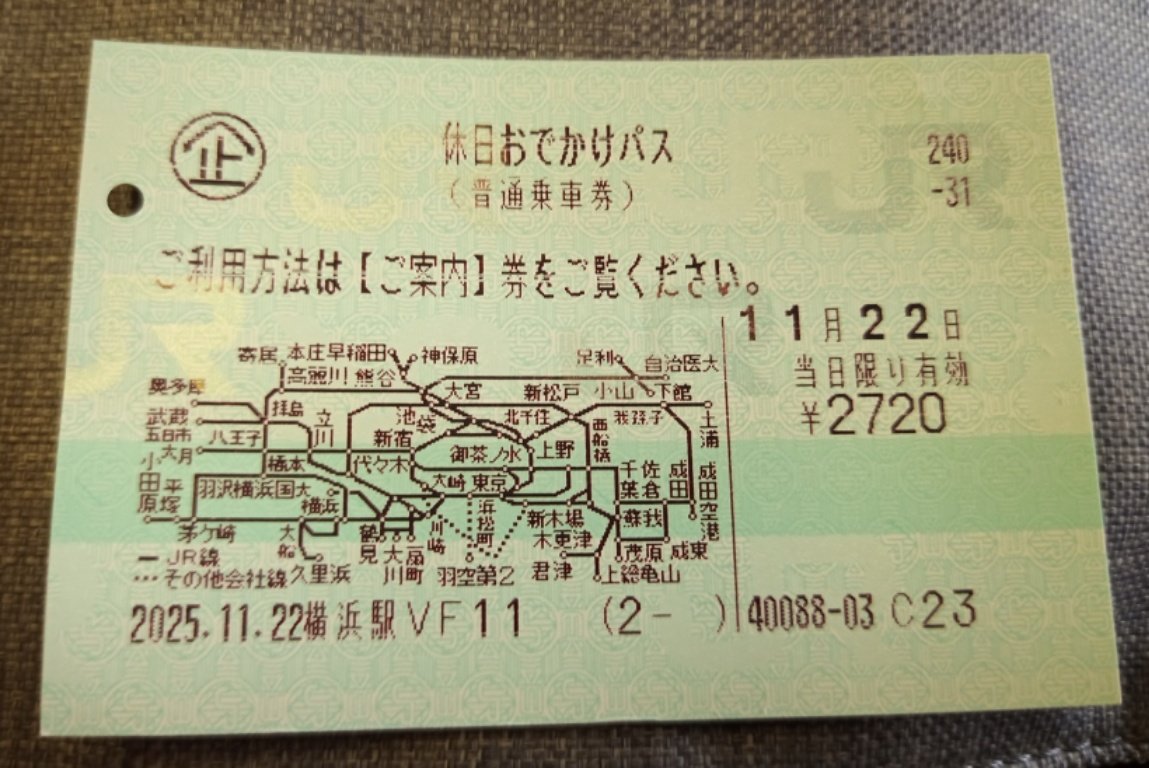 企
休日おでかけパス
240
(普通乗車券)
-31
ご利用方法は【ご案内】券をご覧ください。
11月22日
当日限り有効
¥2720
寄居 本庄早稲田 神保原 足利 自治医大
高麗川 熊谷
奥多摩 大宮 新松戸 小山 下館
武蔵五日市 拝島 立川 池袋 北千住 西船橋 我孫子 土浦
八王子 新宿 上野
大月 御茶ノ水
小田原 平塚 橋本 代々木 千葉 佐倉 成田 成田空港
羽沢横浜国大 大崎 東京
横浜 浜松町
茅ケ崎 大船 鶴見 大川 扇町 川崎 新木場 蘇我
木更津
― JR線 茂原 成東
… その他会社線 久里浜 羽空第2 君津 上総亀山
2025.11.22横浜駅VF11 (2- ) 40088-03 C23
JR
JR